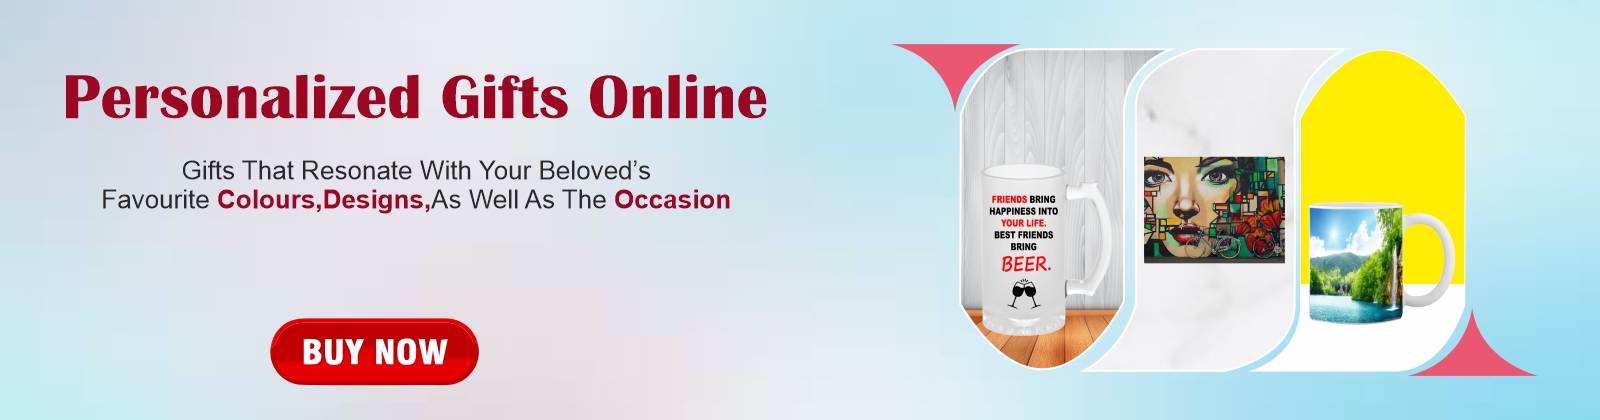 Personalized Gifts Online
Gifts That Resonate With Your Beloved’s
Favourite Colours,Designs,As Well As The Occasion
BUY NOW
FRIENDS BRING
HAPPINESS INTO
YOUR LIFE.
BEST FRIENDS
BRING
BEER.